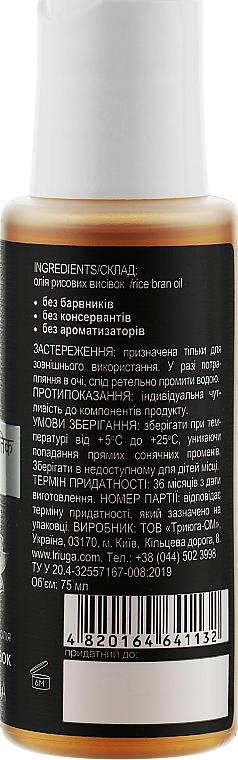 INGREDIENTS/СКЛАД:
олія рисових висівок /rice bran oil
• без барвників
• без консервантів
• без ароматизаторів
ЗАСТЕРЕЖЕННЯ: призначена тільки для
зовнішнього використання. У разі потра-
пляння в очі, слід ретельно промити водою.
ПРОТИПОКАЗАННЯ: індивідуальна чут-
ливість до компонентів продукту.
УМОВИ ЗБЕРІГАННЯ: зберігати при тем-
пературі від +5°С до +25°С, уникаючи
попадання прямих сонячних променів.
Зберігати в недоступному для дітей місці.
ТЕРМІН ПРИДАТНОСТІ: 36 місяців з дати
виготовлення. НОМЕР ПАРТІЇ: відповідає
терміну придатності, який зазначено на
упаковці. ВИРОБНИК: ТОВ «Триюга-ОМ»,
Україна, 03170, м. Київ, Кільцева дорога, 8.
www.triuga.com. Тел.: +38 (044) 502 3998
ТУ У 20.4-32557167-008:2019
Об'єм: 75 мл
4 820164 641132
придатний до:
6M